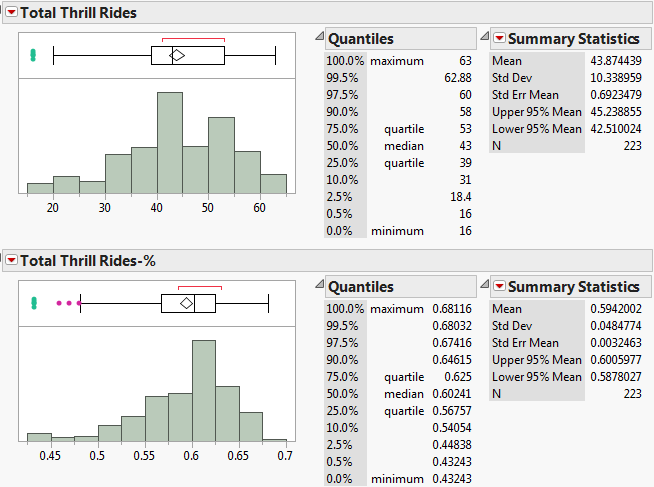 Total Thrill Rides
20 30 40 50 60
Quantiles
100.0% maximum 63
99.5% 62.88
97.5% 60
90.0% 58
75.0% quartile 53
50.0% median 43
25.0% quartile 39
10.0% 31
2.5% 18.4
0.5% 16
0.0% minimum 16
Summary Statistics
Mean 43.874439
Std Dev 10.338959
Std Err Mean 0.6923479
Upper 95% Mean 45.238855
Lower 95% Mean 42.510024
N 223
Total Thrill Rides-%
0.45 0.5 0.55 0.6 0.65 0.7
Quantiles
100.0% maximum 0.68116
99.5% 0.68032
97.5% 0.67416
90.0% 0.64615
75.0% quartile 0.625
50.0% median 0.60241
25.0% quartile 0.56757
10.0% 0.54054
2.5% 0.44838
0.5% 0.43243
0.0% minimum 0.43243
Summary Statistics
Mean 0.5942002
Std Dev 0.0484774
Std Err Mean 0.0032463
Upper 95% Mean 0.6005977
Lower 95% Mean 0.5878027
N 223